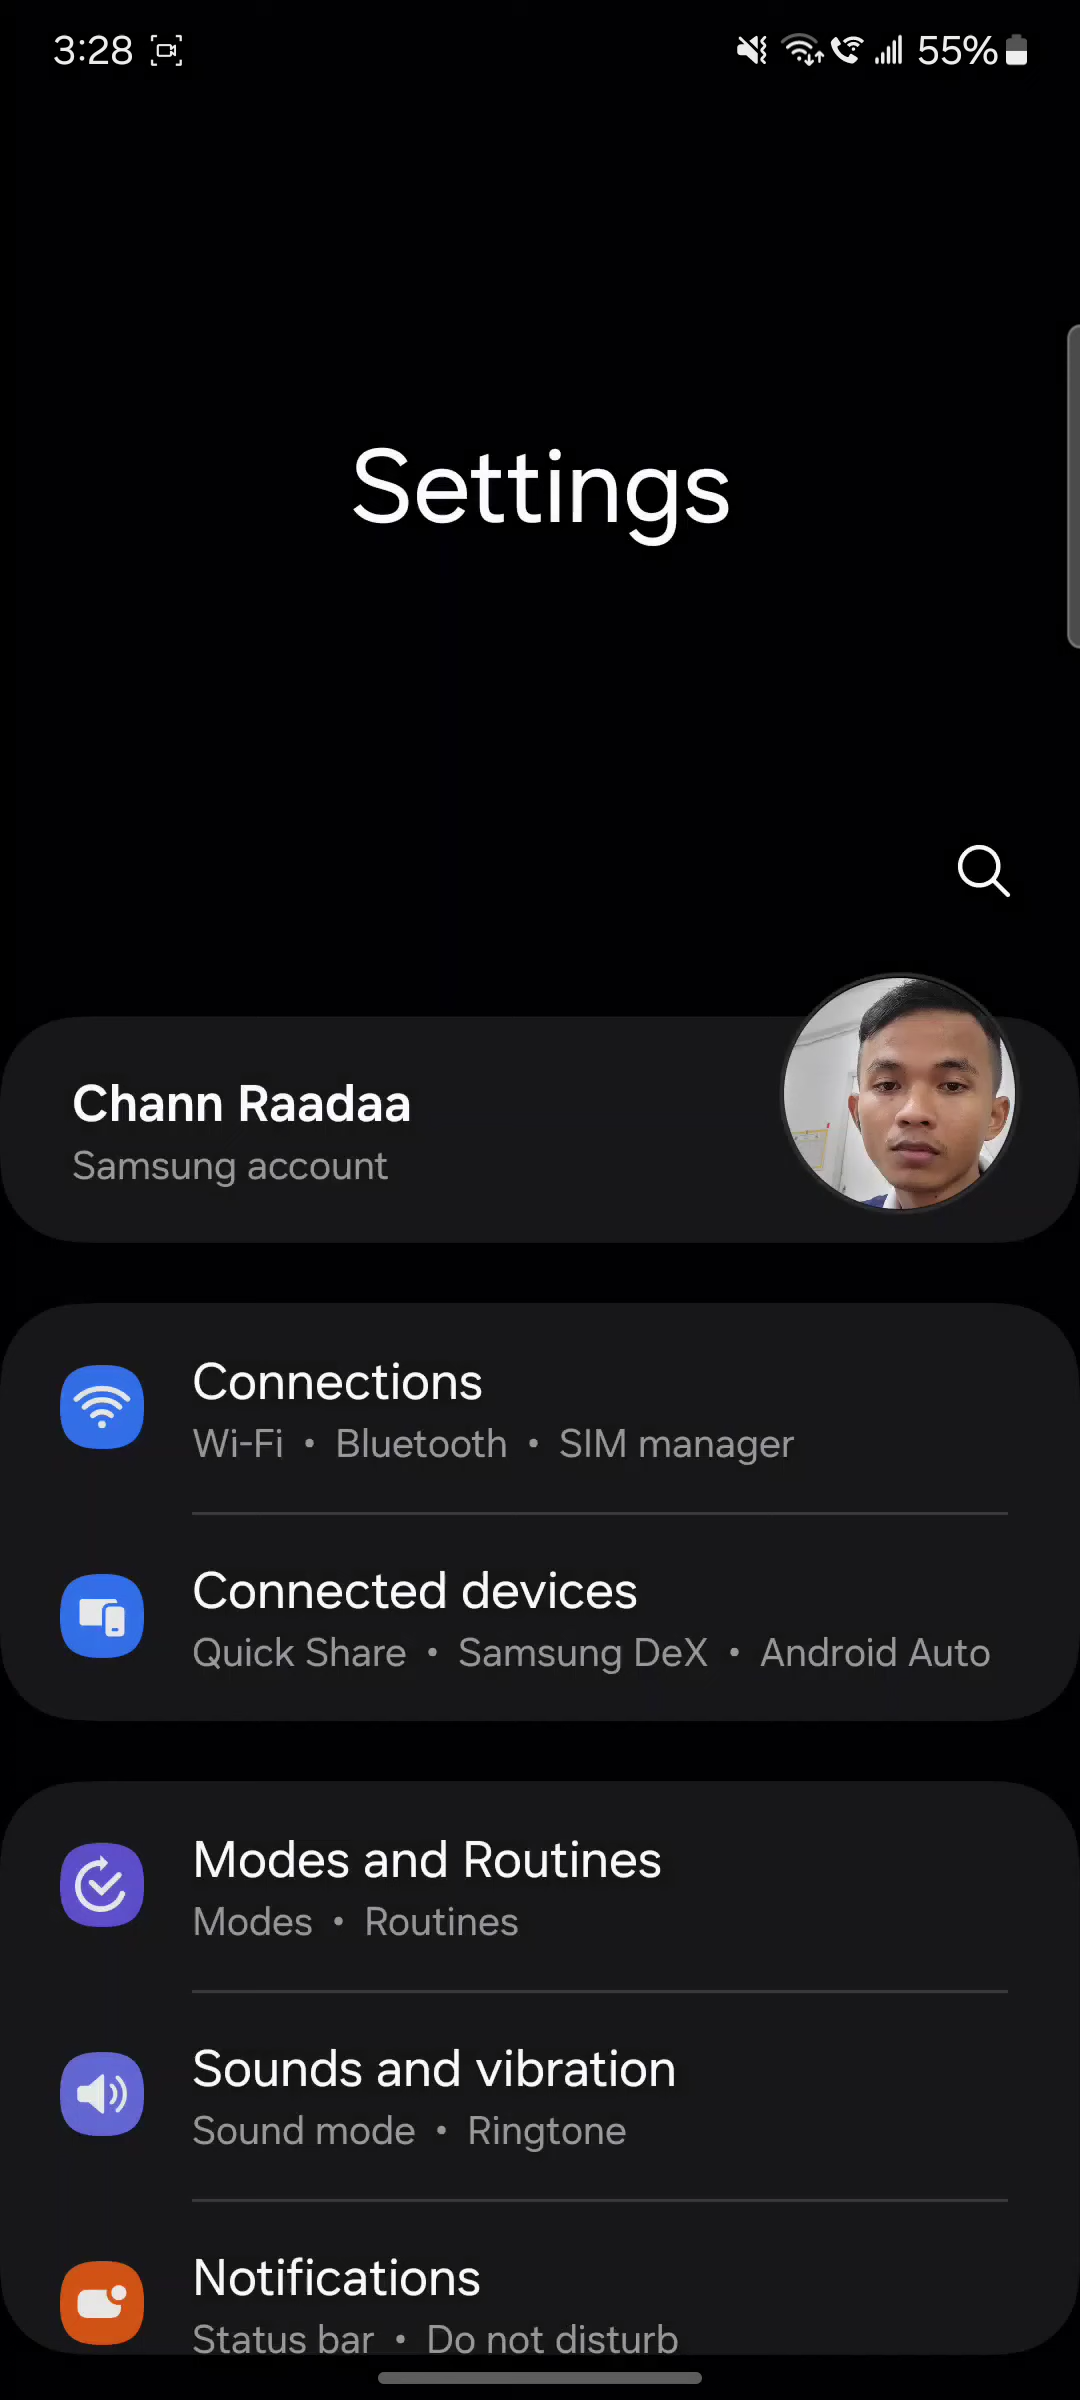 3:28
55%
Settings
Chann Raadaa
Samsung account
Connections
Wi-Fi • Bluetooth • SIM manager
Connected devices
Quick Share • Samsung DeX • Android Auto
Modes and Routines
Modes • Routines
Sounds and vibration
Sound mode • Ringtone
Notifications
Status bar • Do not disturb